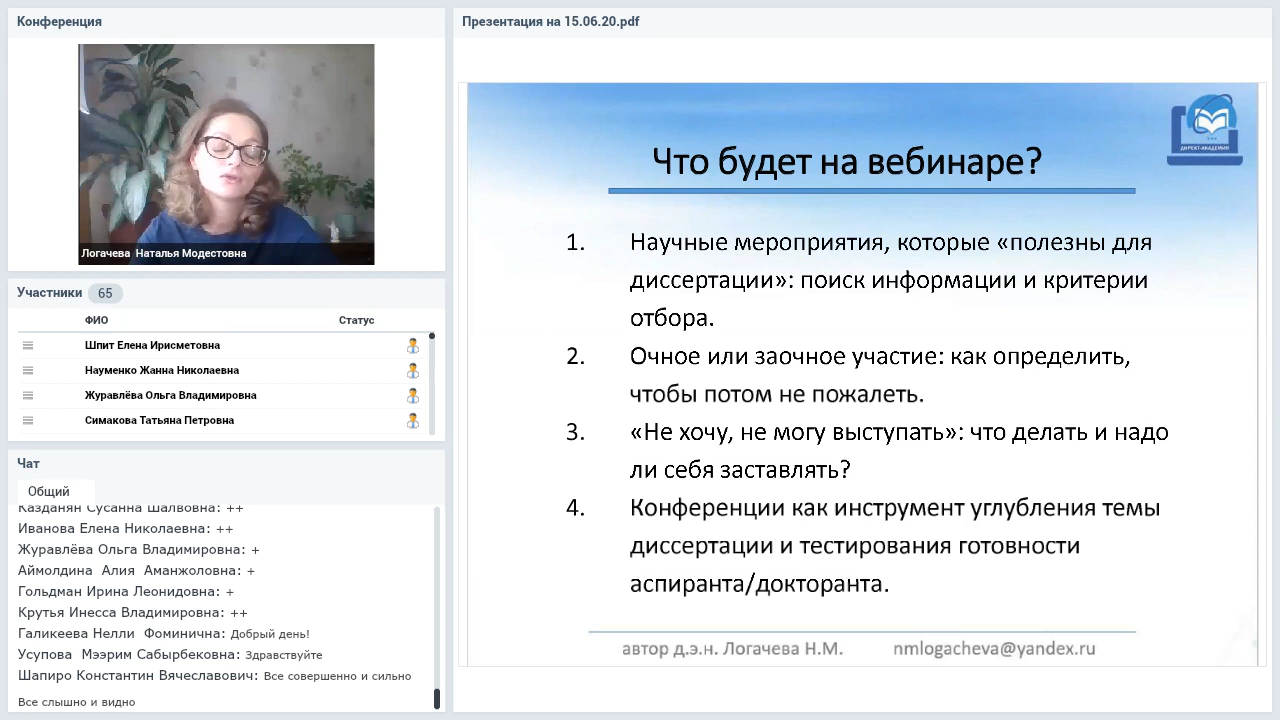 Конференция
Логачева Наталья Модестовна
Участники 65
ФИО Статус
Шпит Елена Ирисметовна
Науменко Жанна Николаевна
Журавлёва Ольга Владимировна
Симакова Татьяна Петровна
Чат
Общий
Казданян Сусанна Шалвовна: ++
Иванова Елена Николаевна: ++
Журавлёва Ольга Владимировна: +
Аймолдина Алия Аманжоловна: +
Гольдман Ирина Леонидовна: +
Крутья Инесса Владимировна: ++
Галикеева Нелли Фоминична: Добрый день!
Усупова Мээрим Сабырбековна: Здравствуйте
Шапиро Константин Вячеславович: Все совершенно и сильно
Все слышно и видно
Презентация на 15.06.20.pdf
ДИРЕКТ-АКАДЕМИЯ
Что будет на вебинаре?
1. Научные мероприятия, которые «полезны для
диссертации»: поиск информации и критерии
отбора.
2. Очное или заочное участие: как определить,
чтобы потом не пожалеть.
3. «Не хочу, не могу выступать»: что делать и надо
ли себя заставлять?
4. Конференции как инструмент углубления темы
диссертации и тестирования готовности
аспиранта/докторанта.
автор д.э.н. Логачева Н.М. nmlogacheva@yandex.ru